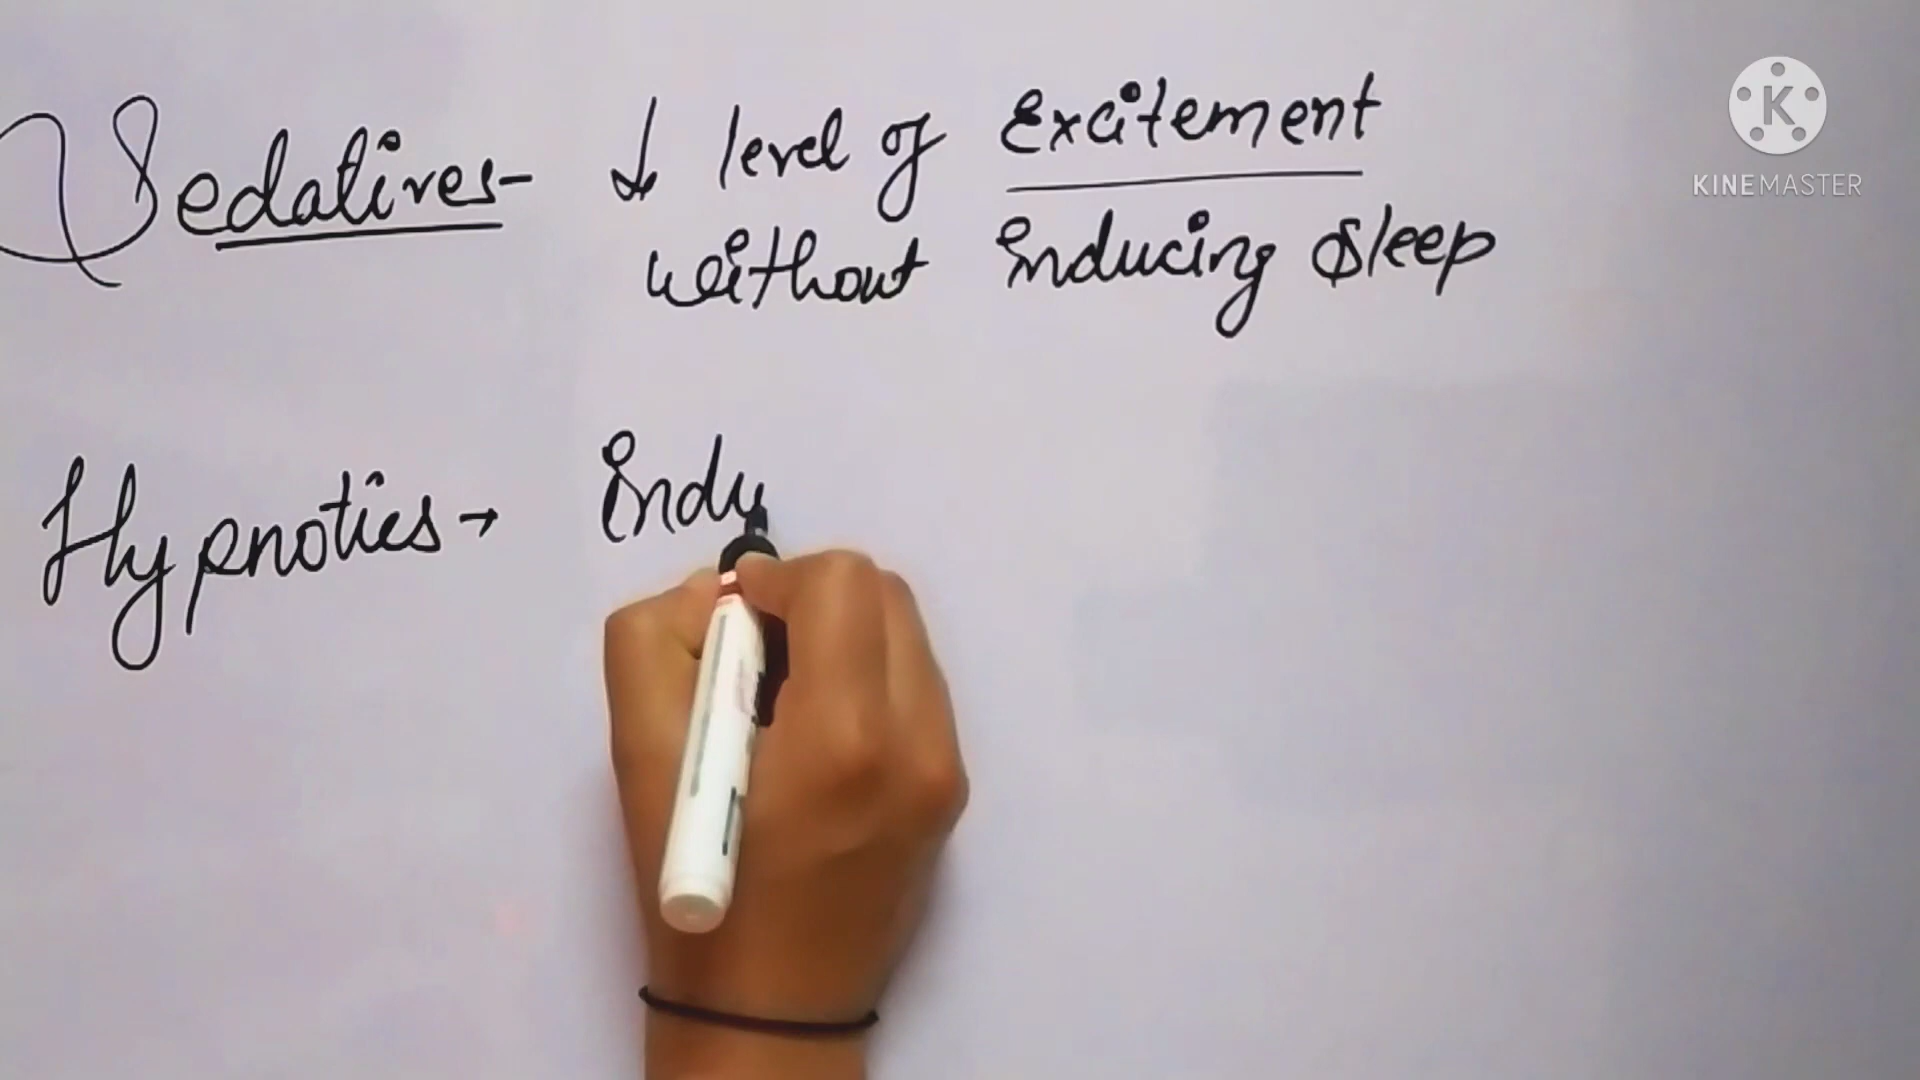 Sedatives- ↓ level of Excitement
without inducing sleep
Hypnotics → indu
K
KINEMASTER